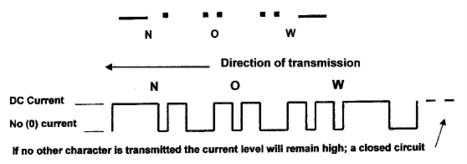 N O W
Direction of transmission
N O W
DC Current
No (0) current
If no other character is transmitted the current level will remain high; a closed circuit